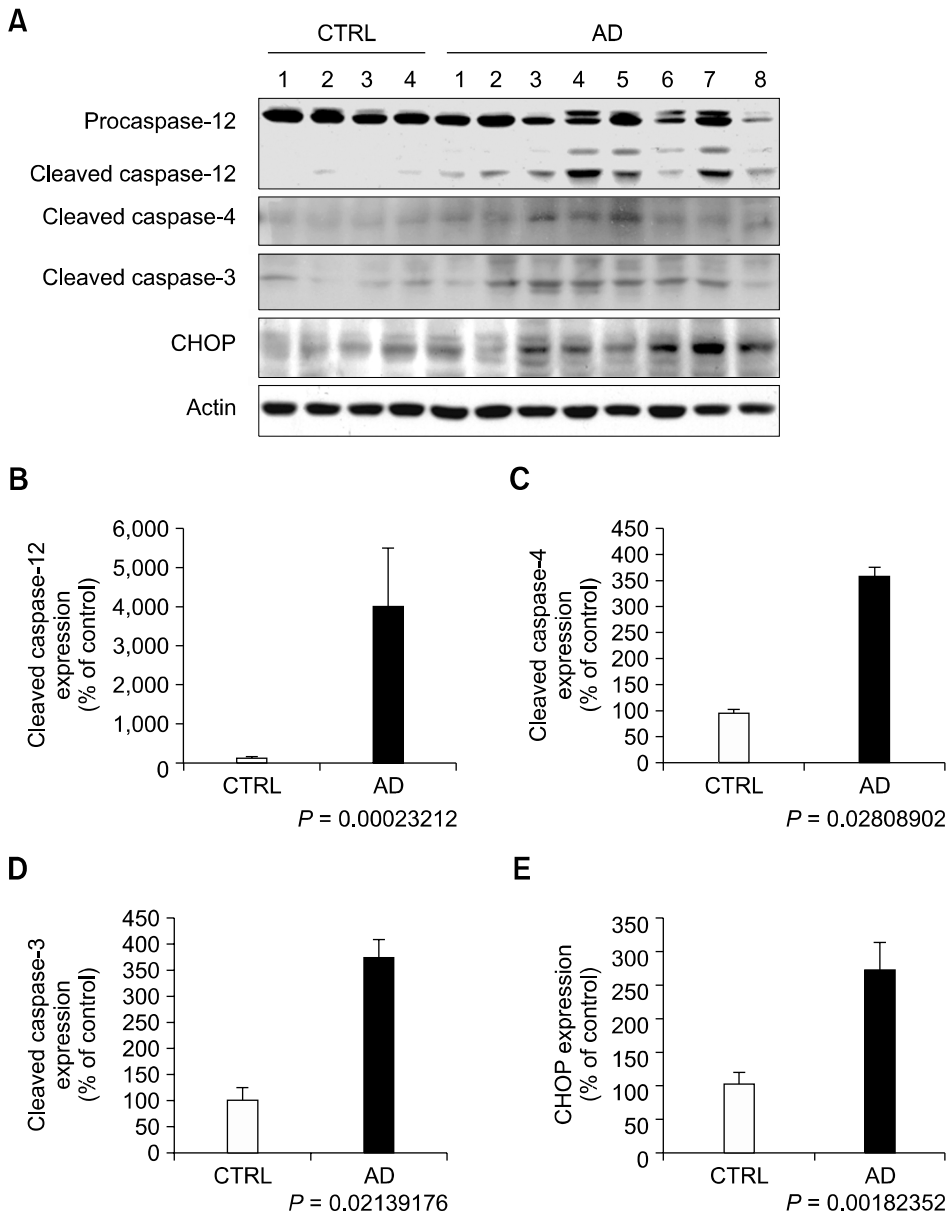 A
CTRL AD
1 2 3 4 1 2 3 4 5 6 7 8
Procaspase-12
Cleaved caspase-12
Cleaved caspase-4
Cleaved caspase-3
CHOP
Actin
B
Cleaved caspase-12
expression
(% of control)
6,000
5,000
4,000
3,000
2,000
1,000
0
CTRL AD
P = 0.00023212
C
Cleaved caspase-4
expression
(% of control)
450
400
350
300
250
200
150
100
50
0
CTRL AD
P = 0.02808902
D
Cleaved caspase-3
expression
(% of control)
450
400
350
300
250
200
150
100
50
0
CTRL AD
P = 0.02139176
E
CHOP expression
(% of control)
350
300
250
200
150
100
50
0
CTRL AD
P = 0.00182352